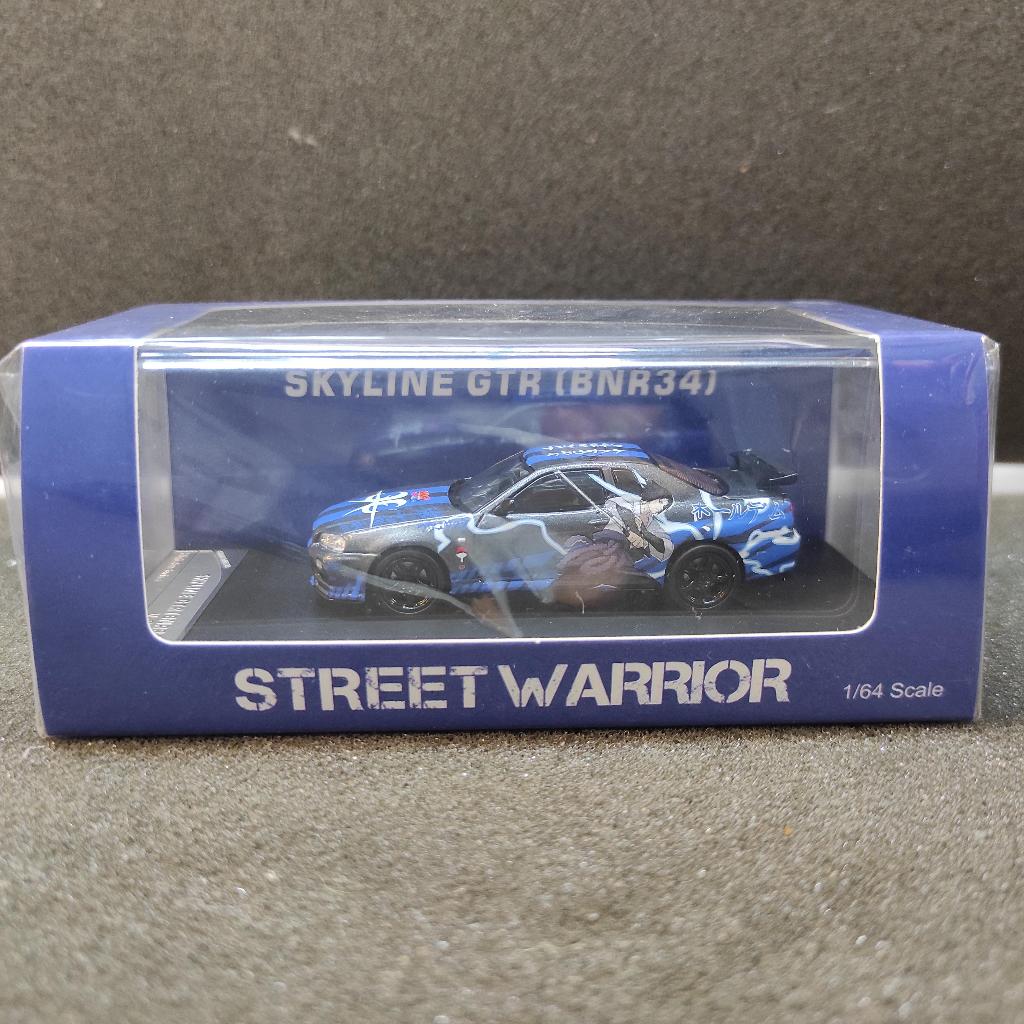 SKYLINE GTR (BNR34)
STREET WARRIOR
1/64 Scale